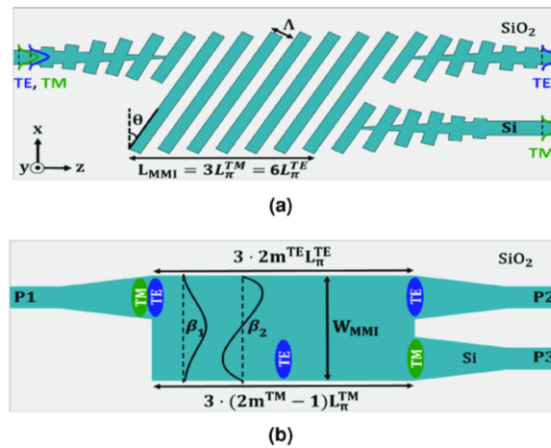 Λ
SiO₂
TE, TM
TE
θ
x
y
z
Si
TM
L_MMI = 3L_π^TM = 6L_π^TE
(a)
3 · 2m^TE L_π^TE
SiO₂
P1
TM
TE
β₁
β₂
W_MMI
TE
P2
TE
TM
Si
P3
3 · (2m^TM − 1)L_π^TM
(b)